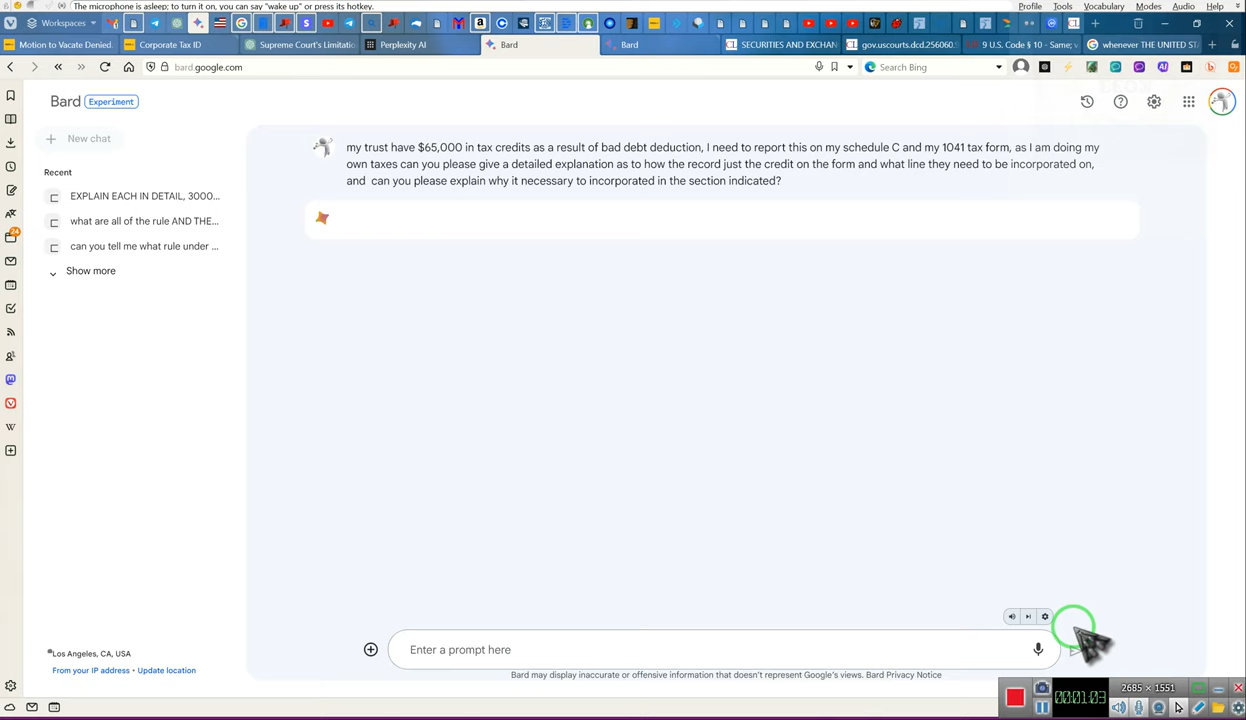 The microphone is asleep; to turn it on, you can say "wake up" or press its hotkey.
Profile Tools Vocabulary Modes Audio Help
Workspaces
Motion to Vacate Denied.
Corporate Tax ID
Supreme Court's Limitatio
Perplexity AI
Bard
Bard
SECURITIES AND EXCHAN
gov.uscourts.dcd.256060.
9 U.S. Code § 10 - Same; v
whenever THE UNITED ST
bard.google.com
Search Bing
Bard Experiment
New chat
Recent
EXPLAIN EACH IN DETAIL, 3000...
what are all of the rule AND THE...
can you tell me what rule under ...
Show more
my trust have $65,000 in tax credits as a result of bad debt deduction, I need to report this on my schedule C and my 1041 tax form, as I am doing my
own taxes can you please give a detailed explanation as to how the record just the credit on the form and what line they need to be incorporated on,
and can you please explain why it necessary to incorporated in the section indicated?
24
Enter a prompt here
Bard may display inaccurate or offensive information that doesn't represent Google's views. Bard Privacy Notice
Los Angeles, CA, USA
From your IP address • Update location
2685 × 1551
00:01:03